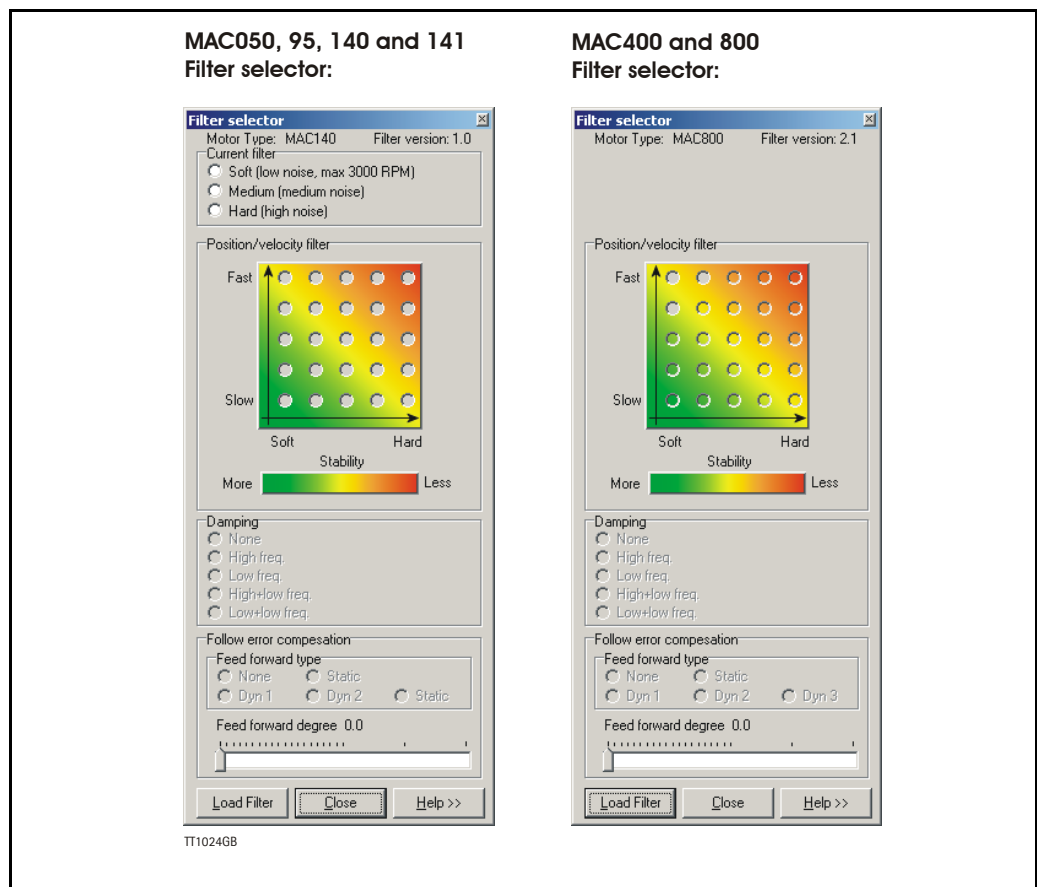 MAC050, 95, 140 and 141
Filter selector:
Filter selector
Motor Type: MAC140 Filter version: 1.0
Current filter
Soft (low noise, max 3000 RPM)
Medium (medium noise)
Hard (high noise)
Position/velocity filter
Fast
Slow
Soft Hard
Stability
More Less
Damping
None
High freq.
Low freq.
High+low freq.
Low+low freq.
Follow error compesation
Feed forward type
None Static
Dyn 1 Dyn 2 Static
Feed forward degree 0.0
Load Filter Close Help >>
TT1024GB
MAC400 and 800
Filter selector:
Filter selector
Motor Type: MAC800 Filter version: 2.1
Position/velocity filter
Fast
Slow
Soft Hard
Stability
More Less
Damping
None
High freq.
Low freq.
High+low freq.
Low+low freq.
Follow error compesation
Feed forward type
None Static
Dyn 1 Dyn 2 Dyn 3
Feed forward degree 0.0
Load Filter Close Help >>